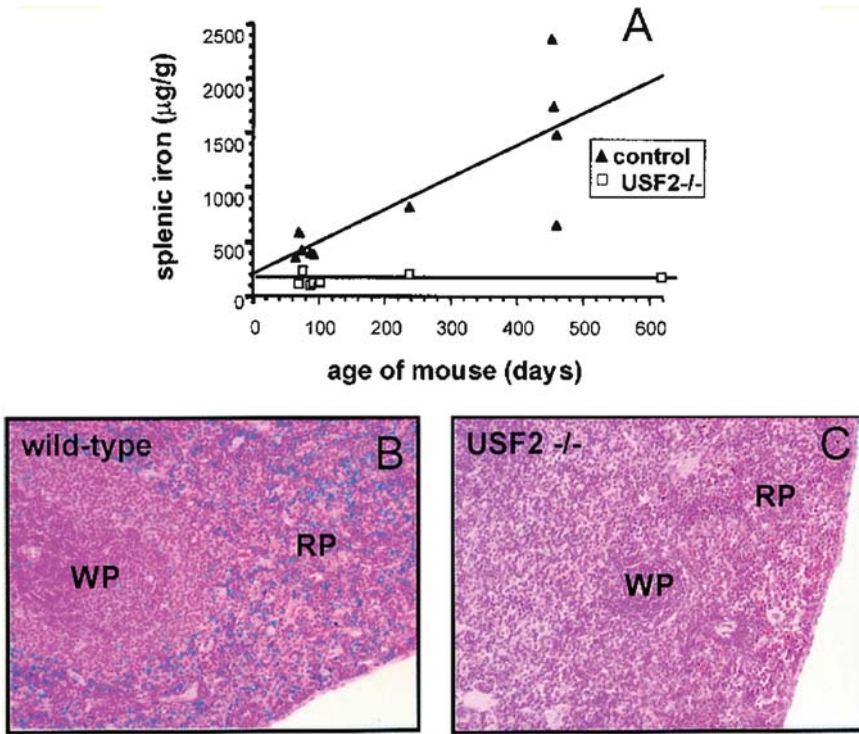 A
2500
2000
1500
1000
500
0
splenic iron (µg/g)
▲ control
□ USF2-/-
0 100 200 300 400 500 600
age of mouse (days)
wild-type
B
WP
RP
USF2 -/-
C
RP
WP